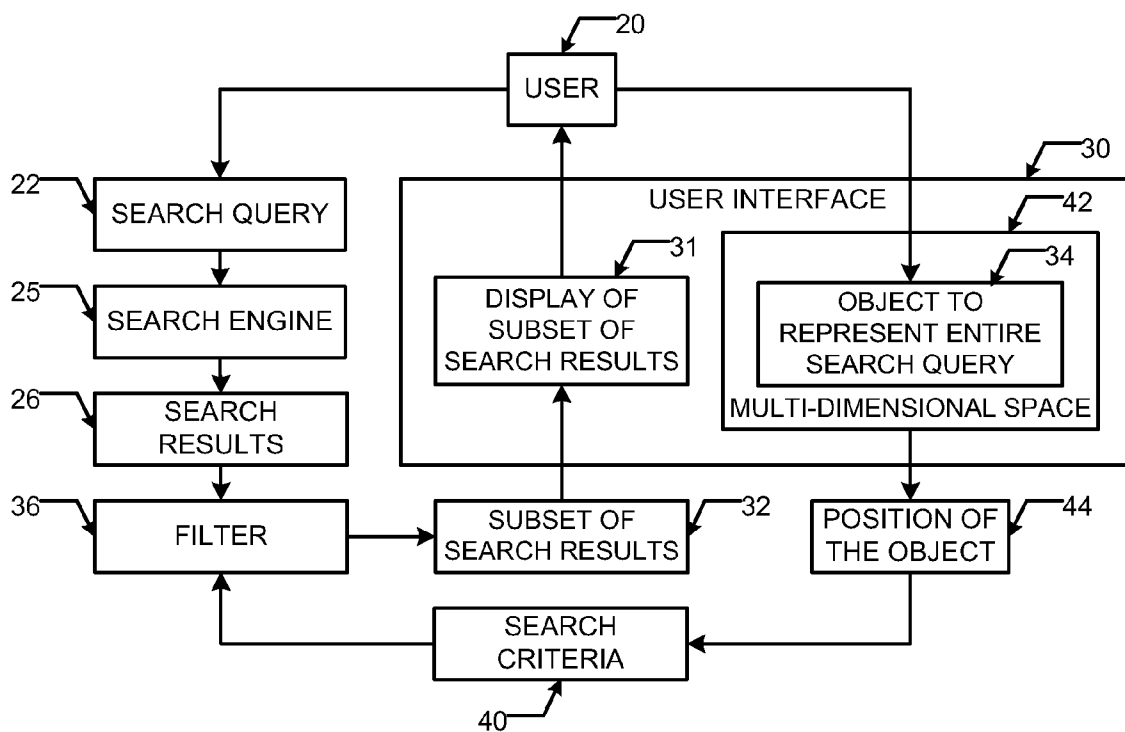 20
USER
30
22
SEARCH QUERY
USER INTERFACE
42
31
34
25
SEARCH ENGINE
DISPLAY OF
SUBSET OF
SEARCH RESULTS
OBJECT TO
REPRESENT ENTIRE
SEARCH QUERY
26
SEARCH
RESULTS
MULTI-DIMENSIONAL SPACE
36
FILTER
SUBSET OF
SEARCH RESULTS
32
POSITION OF
THE OBJECT
44
SEARCH
CRITERIA
40